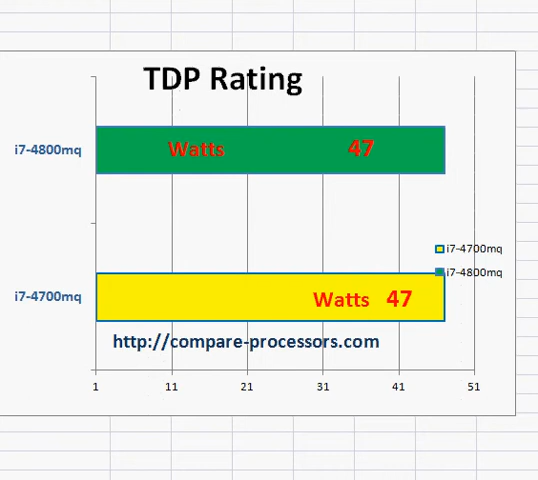 TDP Rating
i7-4800mq
Watts 47
i7-4700mq
i7-4800mq
i7-4700mq
Watts 47
http://compare-processors.com
1 11 21 31 41 51